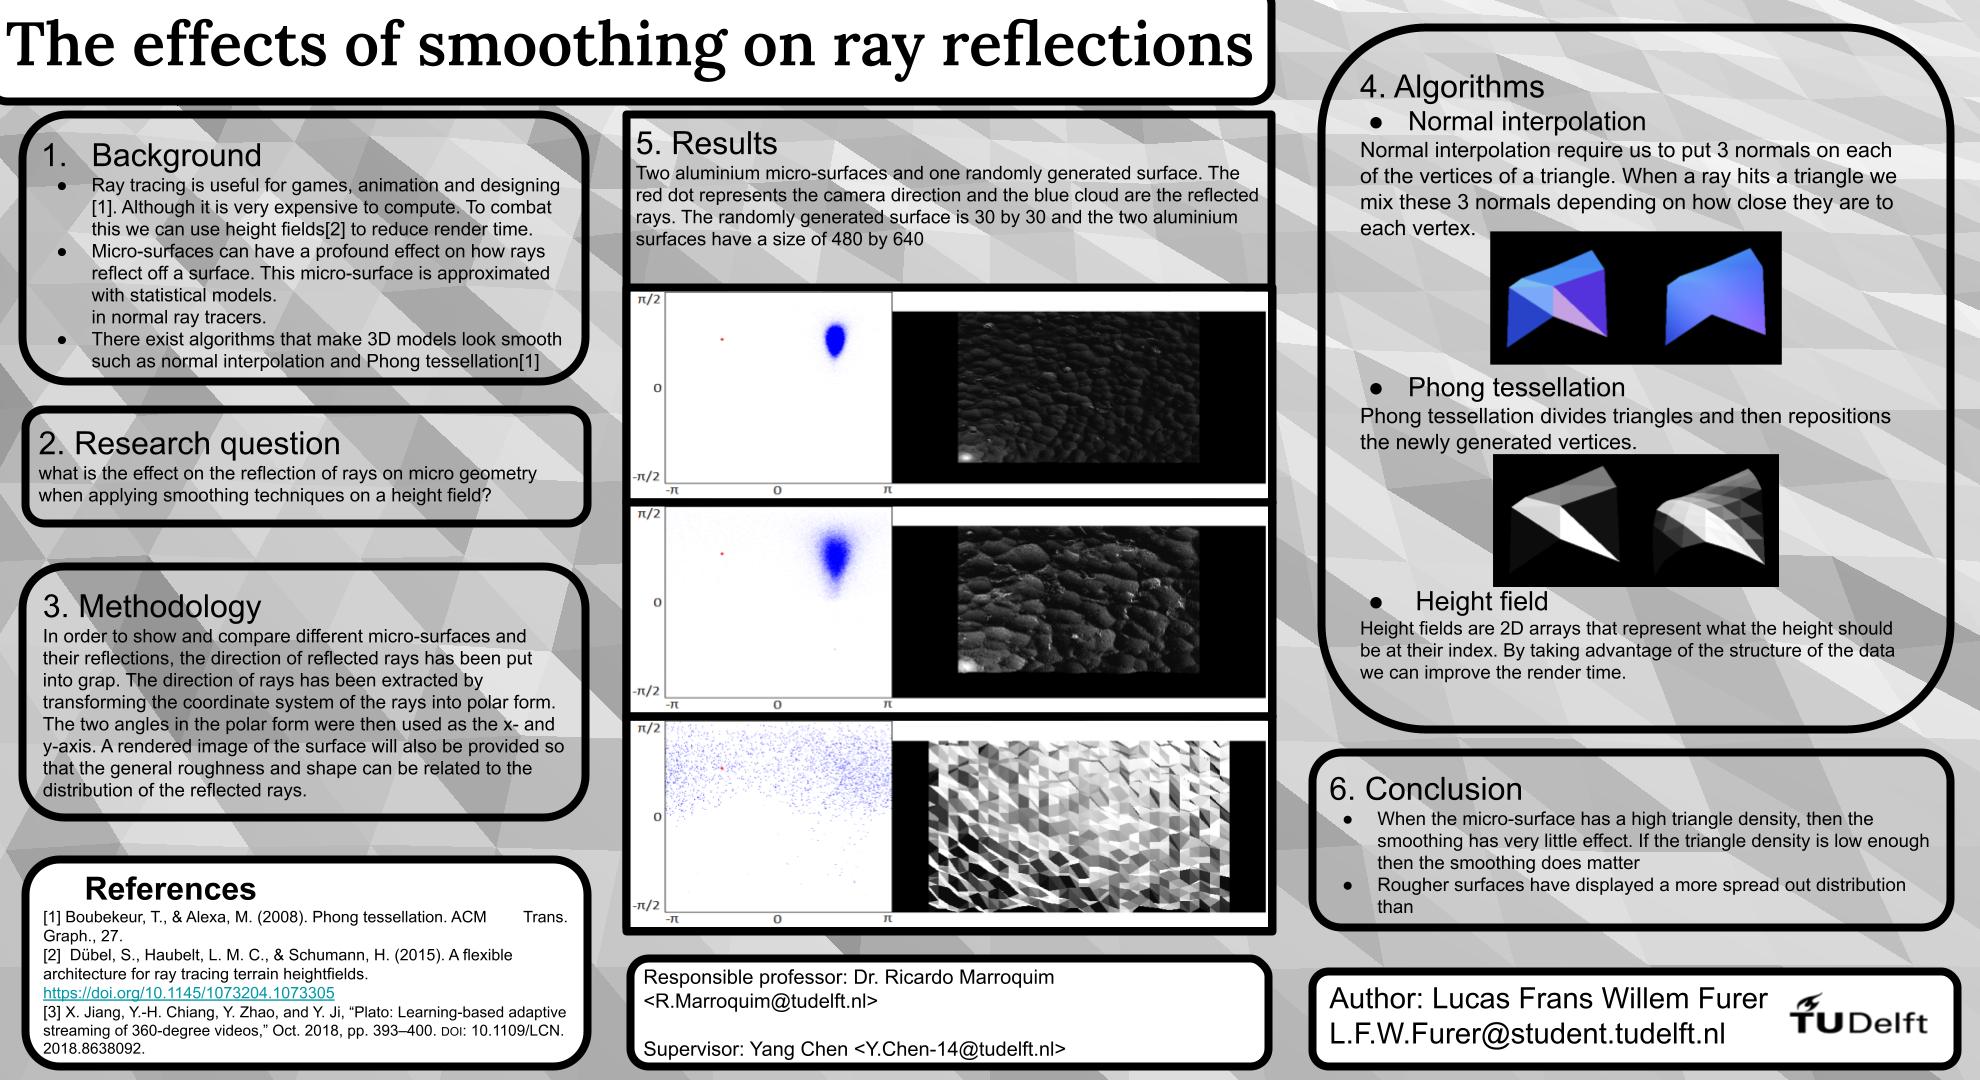 The effects of smoothing on ray reflections
1. Background
● Ray tracing is useful for games, animation and designing
[1]. Although it is very expensive to compute. To combat
this we can use height fields[2] to reduce render time.
● Micro-surfaces can have a profound effect on how rays
reflect off a surface. This micro-surface is approximated
with statistical models.
in normal ray tracers.
● There exist algorithms that make 3D models look smooth
such as normal interpolation and Phong tessellation[1]
2. Research question
what is the effect on the reflection of rays on micro geometry
when applying smoothing techniques on a height field?
3. Methodology
In order to show and compare different micro-surfaces and
their reflections, the direction of reflected rays has been put
into grap. The direction of rays has been extracted by
transforming the coordinate system of the rays into polar form.
The two angles in the polar form were then used as the x- and
y-axis. A rendered image of the surface will also be provided so
that the general roughness and shape can be related to the
distribution of the reflected rays.
References
[1] Boubekeur, T., & Alexa, M. (2008). Phong tessellation. ACM Trans.
Graph., 27.
[2] Dübel, S., Haubelt, L. M. C., & Schumann, H. (2015). A flexible
architecture for ray tracing terrain heightfields.
https://doi.org/10.1145/1073204.1073305
[3] X. Jiang, Y.-H. Chiang, Y. Zhao, and Y. Ji, “Plato: Learning-based adaptive
streaming of 360-degree videos,” Oct. 2018, pp. 393–400. DOI: 10.1109/LCN.
2018.8638092.
5. Results
Two aluminium micro-surfaces and one randomly generated surface. The
red dot represents the camera direction and the blue cloud are the reflected
rays. The randomly generated surface is 30 by 30 and the two aluminium
surfaces have a size of 480 by 640
π/2
0
-π/2
-π 0 π
π/2
0
-π/2
-π 0 π
π/2
0
-π/2
-π 0 π
Responsible professor: Dr. Ricardo Marroquim
<R.Marroquim@tudelft.nl>
Supervisor: Yang Chen <Y.Chen-14@tudelft.nl>
4. Algorithms
● Normal interpolation
Normal interpolation require us to put 3 normals on each
of the vertices of a triangle. When a ray hits a triangle we
mix these 3 normals depending on how close they are to
each vertex.
● Phong tessellation
Phong tessellation divides triangles and then repositions
the newly generated vertices.
● Height field
Height fields are 2D arrays that represent what the height should
be at their index. By taking advantage of the structure of the data
we can improve the render time.
6. Conclusion
● When the micro-surface has a high triangle density, then the
smoothing has very little effect. If the triangle density is low enough
then the smoothing does matter
● Rougher surfaces have displayed a more spread out distribution
than
Author: Lucas Frans Willem Furer
L.F.W.Furer@student.tudelft.nl
TUDelft